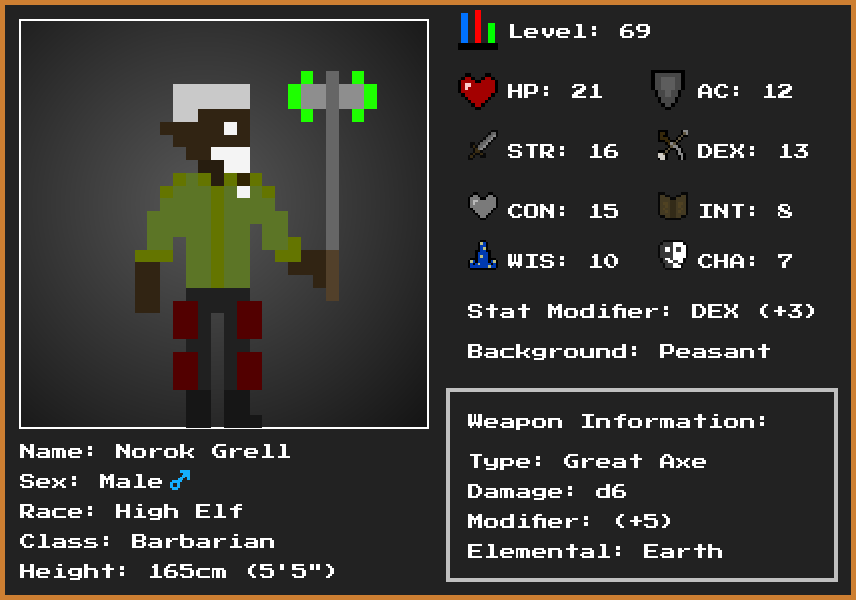 Level: 69
HP: 21 AC: 12
STR: 16 DEX: 13
CON: 15 INT: 8
WIS: 10 CHA: 7
Stat Modifier: DEX (+3)
Background: Peasant
Weapon Information:
Type: Great Axe
Damage: d6
Modifier: (+5)
Elemental: Earth
Name: Norok Grell
Sex: Male♂
Race: High Elf
Class: Barbarian
Height: 165cm (5'5")